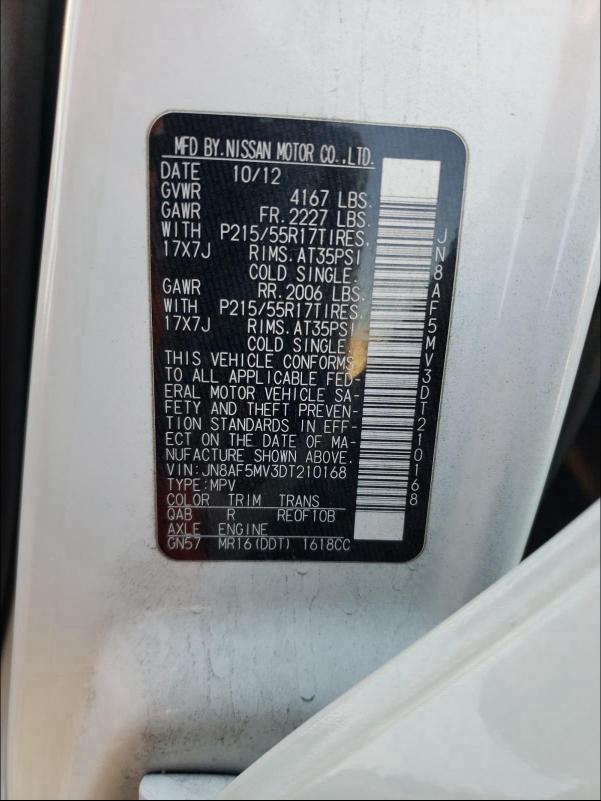 MFD BY.NISSAN MOTOR CO.,LTD.
DATE 10/12
GVWR 4167 LBS.
GAWR FR.2227 LBS.
WITH P215/55R17TIRES,
17X7J RIMS.AT35PSI
COLD SINGLE.
GAWR RR.2006 LBS.
WITH P215/55R17TIRES,
17X7J RIMS.AT35PSI
COLD SINGLE.
THIS VEHICLE CONFORMS
TO ALL APPLICABLE FED-
ERAL MOTOR VEHICLE SA-
FETY AND THEFT PREVEN-
TION STANDARDS IN EFF-
ECT ON THE DATE OF MA-
NUFACTURE SHOWN ABOVE.
VIN:JN8AF5MV3DT210168
TYPE:MPV
COLOR TRIM TRANS
QAB R REOF10B
AXLE ENGINE
GN57 MR16(DDT) 1618CC
JN8AF5MV3DT210168